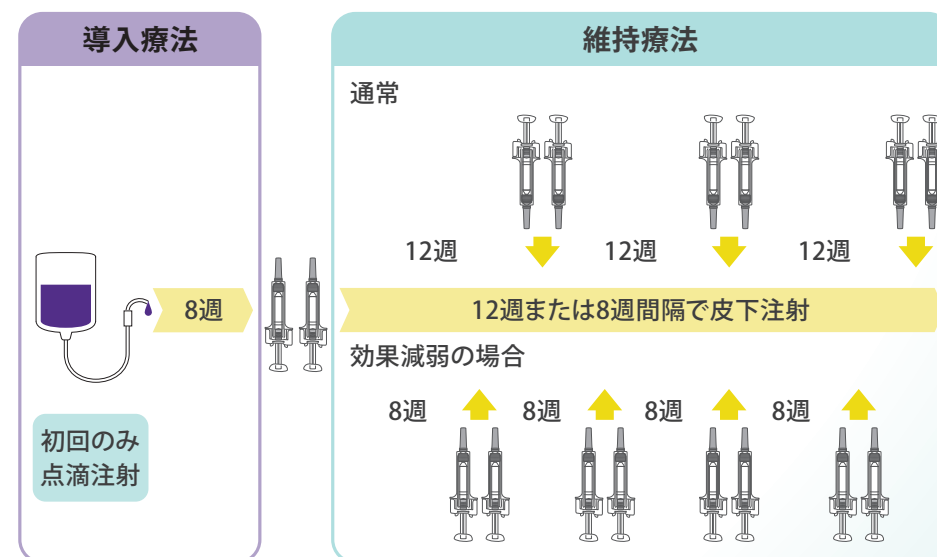 導入療法
維持療法
通常
12週
12週
12週
8週
12週または8週間隔で皮下注射
効果減弱の場合
8週
8週
8週
8週
初回のみ
点滴注射